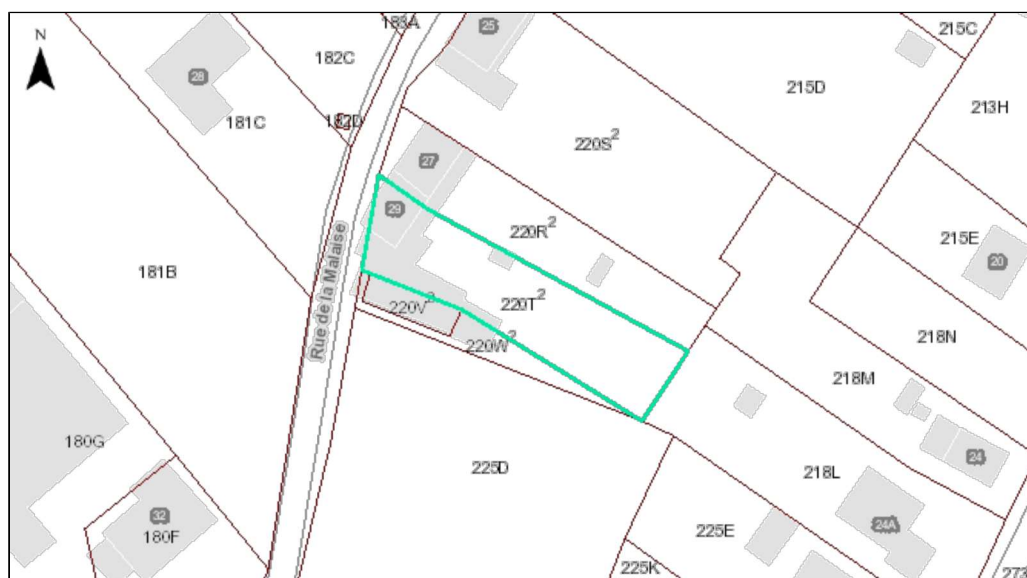 N
183A
25
215C
182C
28
215D
213H
181C
182D
220S²
27
29
220R²
215E
20
181B
220T²
220V²
Rue de la Malaise
220W²
218N
218M
180G
225D
24
218L
32
180F
24A
225E
225K
273